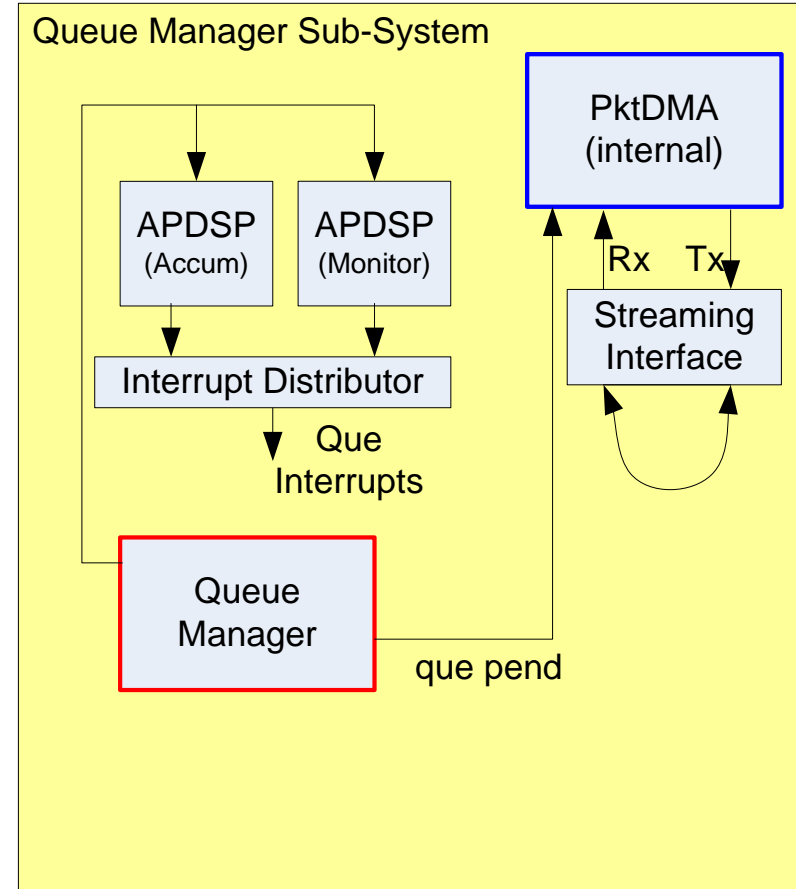 Queue Manager Sub-System
PktDMA
(internal)
APDSP
(Accum)
APDSP
(Monitor)
Rx
Tx
Streaming
Interface
Interrupt Distributor
Que
Interrupts
Queue
Manager
que pend